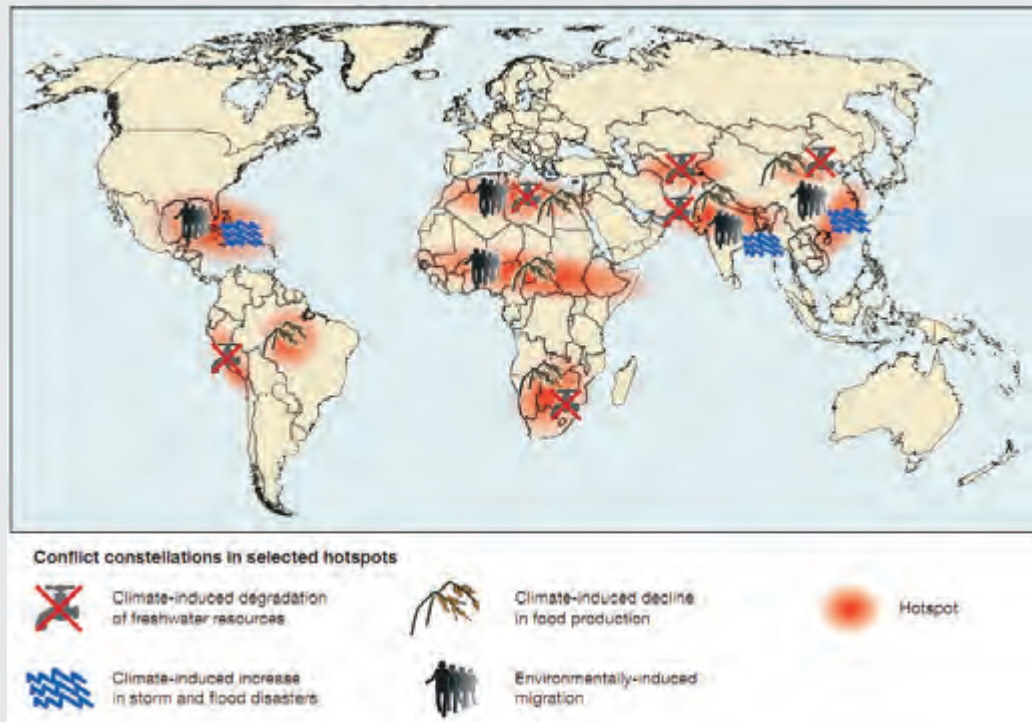 Conflict constellations in selected hotspots
Climate-induced degradation
of freshwater resources
Climate-induced decline
in food production
Hotspot
Climate-induced increase
in storm and flood disasters
Environmentally-induced
migration